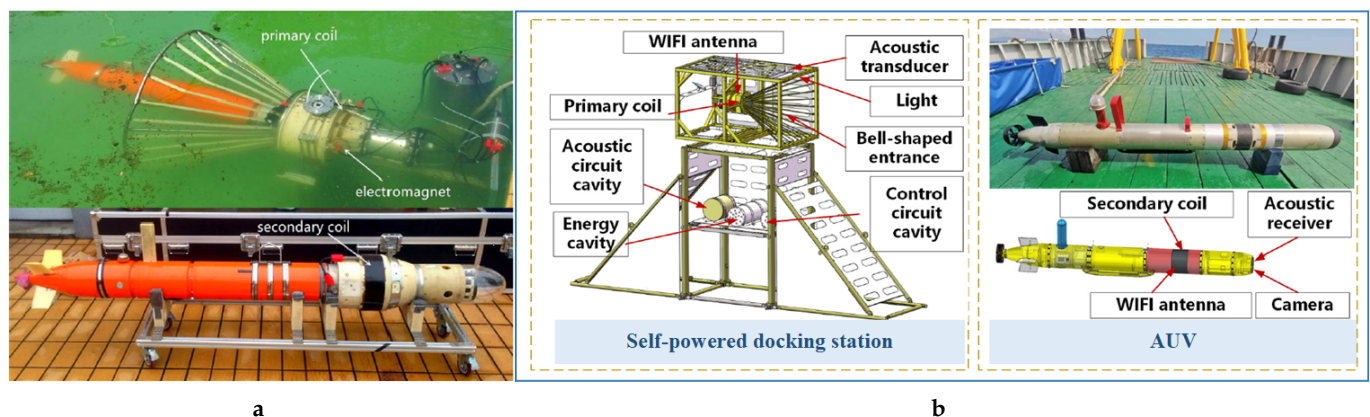 primary coil
electromagnet
secondary coil
a
WIFI antenna
Acoustic
transducer
Primary coil
Light
Acoustic
circuit
cavity
Bell-shaped
entrance
Energy
cavity
Control
circuit
cavity
Self-powered docking station
Secondary coil
Acoustic
receiver
WIFI antenna
Camera
AUV
b